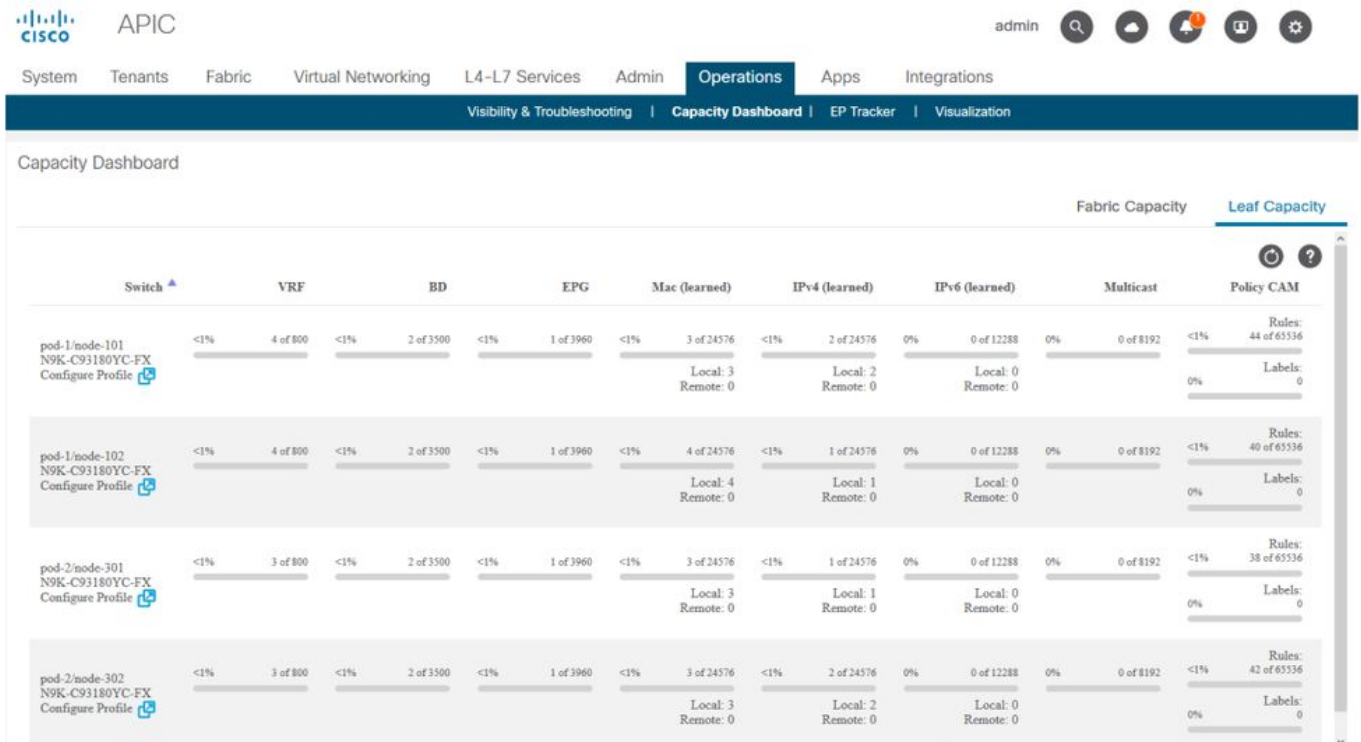 CISCO
APIC
admin
System Tenants Fabric Virtual Networking L4-L7 Services Admin Operations Apps Integrations
Visibility & Troubleshooting | Capacity Dashboard | EP Tracker | Visualization
Capacity Dashboard
Fabric Capacity Leaf Capacity
Switch VRF BD EPG Mac (learned) IPv4 (learned) IPv6 (learned) Multicast Policy CAM
pod-1/node-101
N9K-C93180YC-FX
Configure Profile
<1% 4 of 800 <1% 2 of 3500 <1% 1 of 3960 <1% 3 of 24576 <1% 2 of 24576 0% 0 of 12288 0% 0 of 8192 <1% Rules: 44 of 65536
Local: 3 Local: 2 Local: 0
Remote: 0 Remote: 0 Remote: 0
Labels:
0% 0
pod-1/node-102
N9K-C93180YC-FX
Configure Profile
<1% 4 of 800 <1% 2 of 3500 <1% 1 of 3960 <1% 4 of 24576 <1% 1 of 24576 0% 0 of 12288 0% 0 of 8192 <1% Rules: 40 of 65536
Local: 4 Local: 1 Local: 0
Remote: 0 Remote: 0 Remote: 0
Labels:
0% 0
pod-2/node-301
N9K-C93180YC-FX
Configure Profile
<1% 3 of 800 <1% 2 of 3500 <1% 1 of 3960 <1% 3 of 24576 <1% 1 of 24576 0% 0 of 12288 0% 0 of 8192 <1% Rules: 38 of 65536
Local: 3 Local: 1 Local: 0
Remote: 0 Remote: 0 Remote: 0
Labels:
0% 0
pod-2/node-302
N9K-C93180YC-FX
Configure Profile
<1% 3 of 800 <1% 2 of 3500 <1% 1 of 3960 <1% 3 of 24576 <1% 2 of 24576 0% 0 of 12288 0% 0 of 8192 <1% Rules: 42 of 65536
Local: 3 Local: 2 Local: 0
Remote: 0 Remote: 0 Remote: 0
Labels:
0% 0